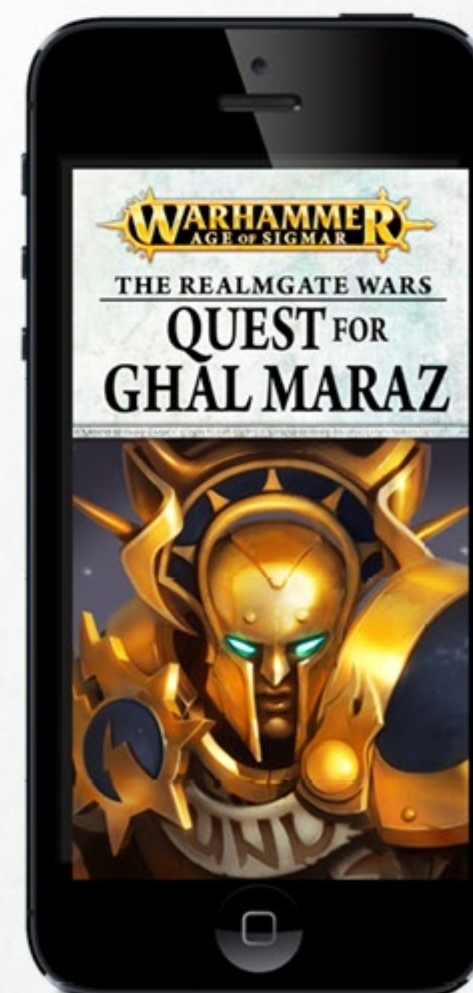 WARHAMMER
AGE OF SIGMAR
THE REALMGATE WARS
QUEST FOR
GHAL MARAZ